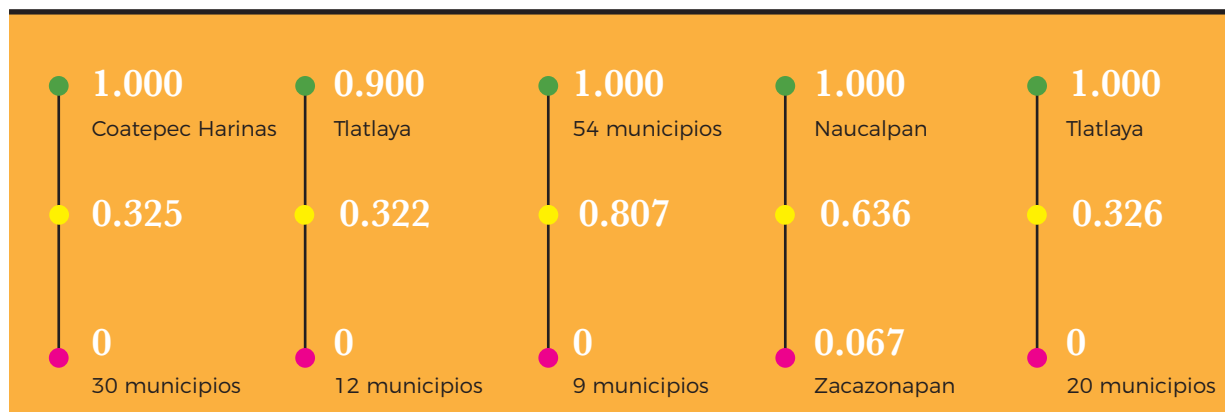 1.000 0.900 1.000 1.000 1.000
Coatepec Harinas Tlatlaya 54 municipios Naucalpan Tlatlaya
0.325 0.322 0.807 0.636 0.326
0 0 0 0.067 0
30 municipios 12 municipios 9 municipios Zacazonapan 20 municipios